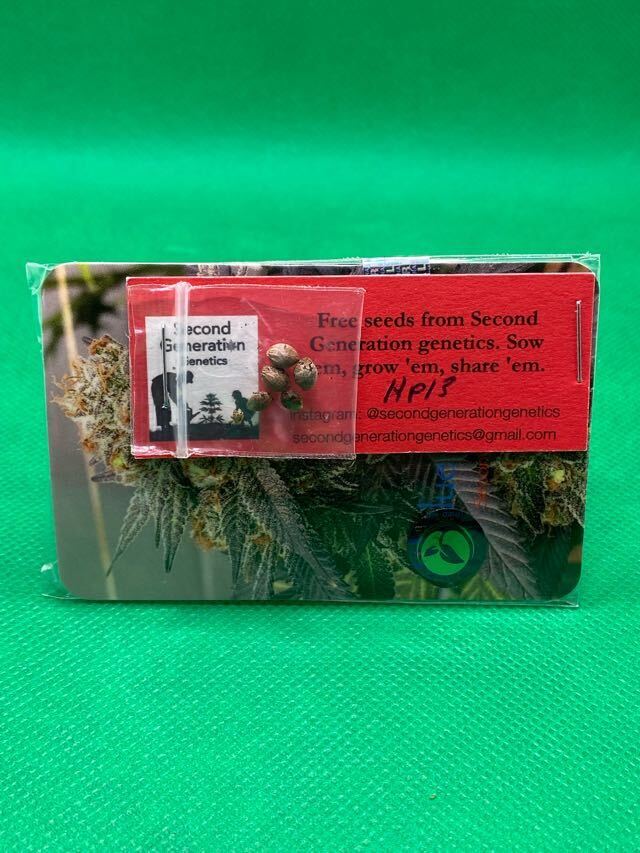 Second
Generation
Genetics
Free seeds from Second
Generation genetics. Sow
'em, grow 'em, share 'em.
HP13
instagram: @secondgenerationgenetics
secondgenerationgenetics@gmail.com